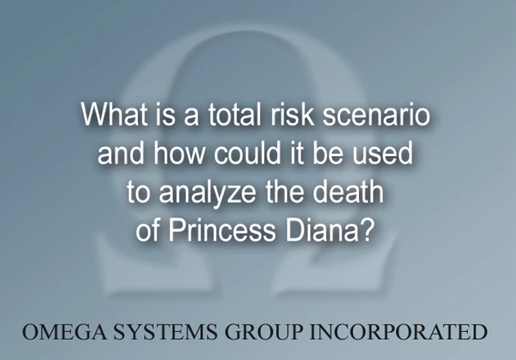 What is a total risk scenario
and how could it be used
to analyze the death
of Princess Diana?
OMEGA SYSTEMS GROUP INCORPORATED